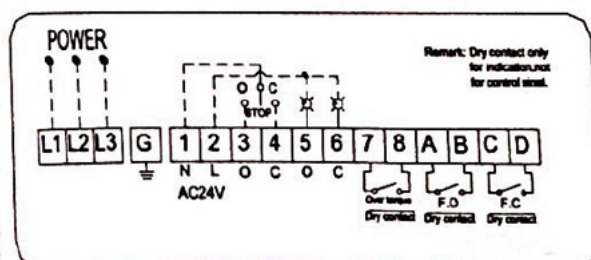 POWER
Remark: Dry contact only
for indication,not
for control sinal.
O C
STOP
L1 L2 L3 G 1 2 3 4 5 6 7 8 A B C D
N L O C O C
AC24V
Over torque F.O F.C
Dry contact Dry contact Dry contact